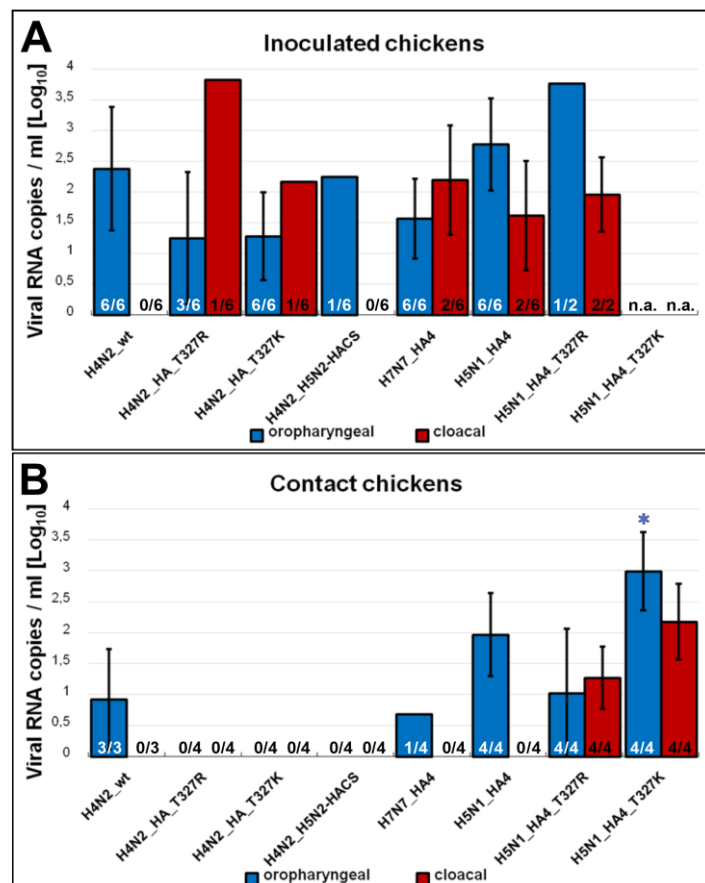 A
Inoculated chickens
Viral RNA copies / ml [Log10]
4
3,5
3
2,5
2
1,5
1
0,5
0
6/6 0/6 3/6 1/6 6/6 1/6 1/6 0/6 6/6 2/6 6/6 2/6 1/2 2/2 n.a. n.a.
H4N2_wt
H4N2_HA_T327R
H4N2_HA_T327K
H4N2_H5N2-HACS
H7N7_HA4
H5N1_HA4
H5N1_HA4_T327R
H5N1_HA4_T327K
oropharyngeal cloacal
B
Contact chickens
Viral RNA copies / ml [Log10]
4
3,5
3
2,5
2
1,5
1
0,5
0
*
3/3 0/3 0/4 0/4 0/4 0/4 0/4 0/4 1/4 0/4 4/4 0/4 4/4 4/4 4/4 4/4
H4N2_wt
H4N2_HA_T327R
H4N2_HA_T327K
H4N2_H5N2-HACS
H7N7_HA4
H5N1_HA4
H5N1_HA4_T327R
H5N1_HA4_T327K
oropharyngeal cloacal